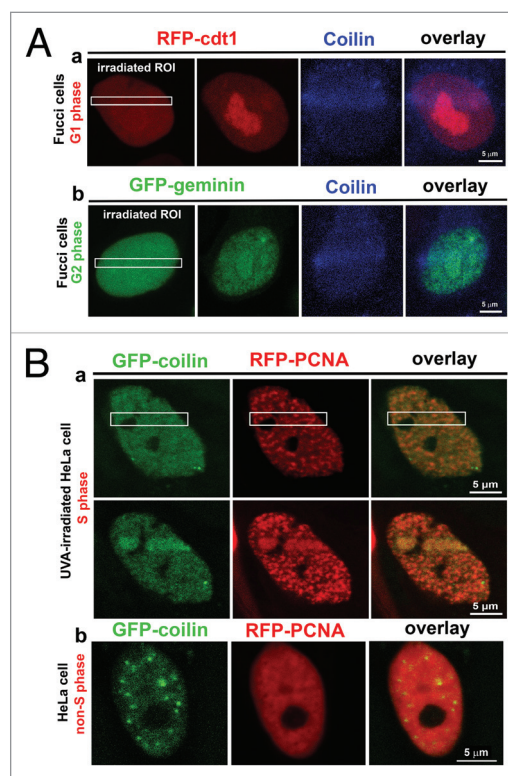 A
a
RFP-cdt1 Coilin overlay
Fucci cells
G1 phase
irradiated ROI
5 µm
b
GFP-geminin Coilin overlay
Fucci cells
G2 phase
irradiated ROI
5 µm
B
a
GFP-coilin RFP-PCNA overlay
UVA-irradiated HeLa cell
S phase
5 µm
5 µm
b
GFP-coilin RFP-PCNA overlay
HeLa cell
non-S phase
5 µm